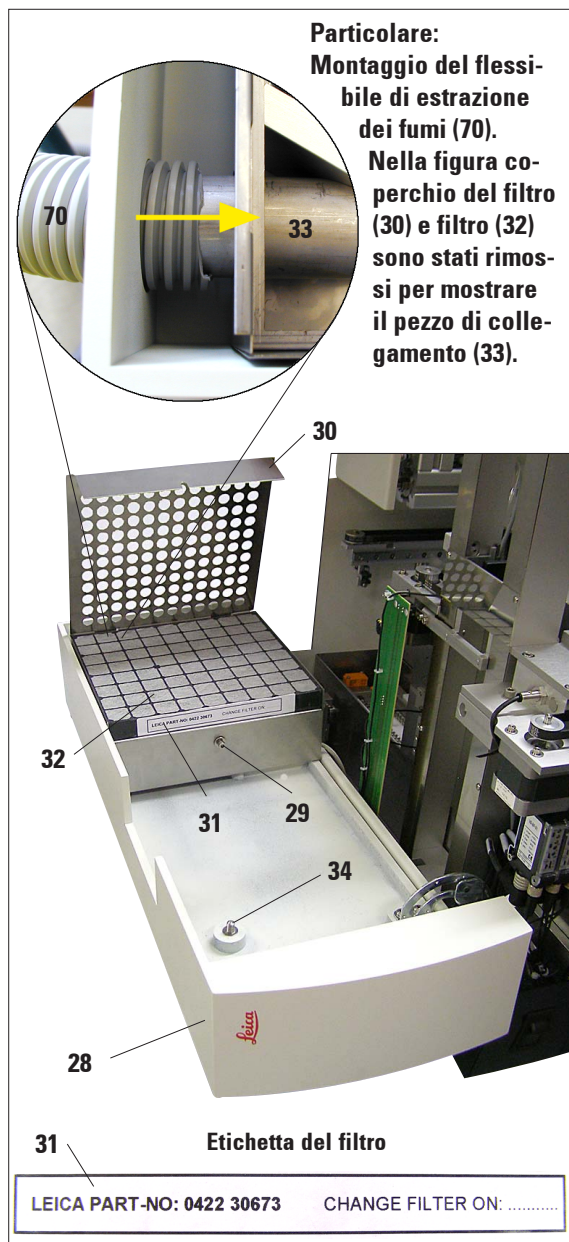 Particolare:
Montaggio del flessi-
bile di estrazione
dei fumi (70).
Nella figura co-
perchio del filtro
(30) e filtro (32)
sono stati rimos-
si per mostrare
il pezzo di colle-
gamento (33).
70
33
30
LEICA PART-NO: 0422 30673 CHANGE FILTER ON:
32
31
29
34
Leica
28
31
Etichetta del filtro
LEICA PART-NO: 0422 30673 CHANGE FILTER ON: ...........